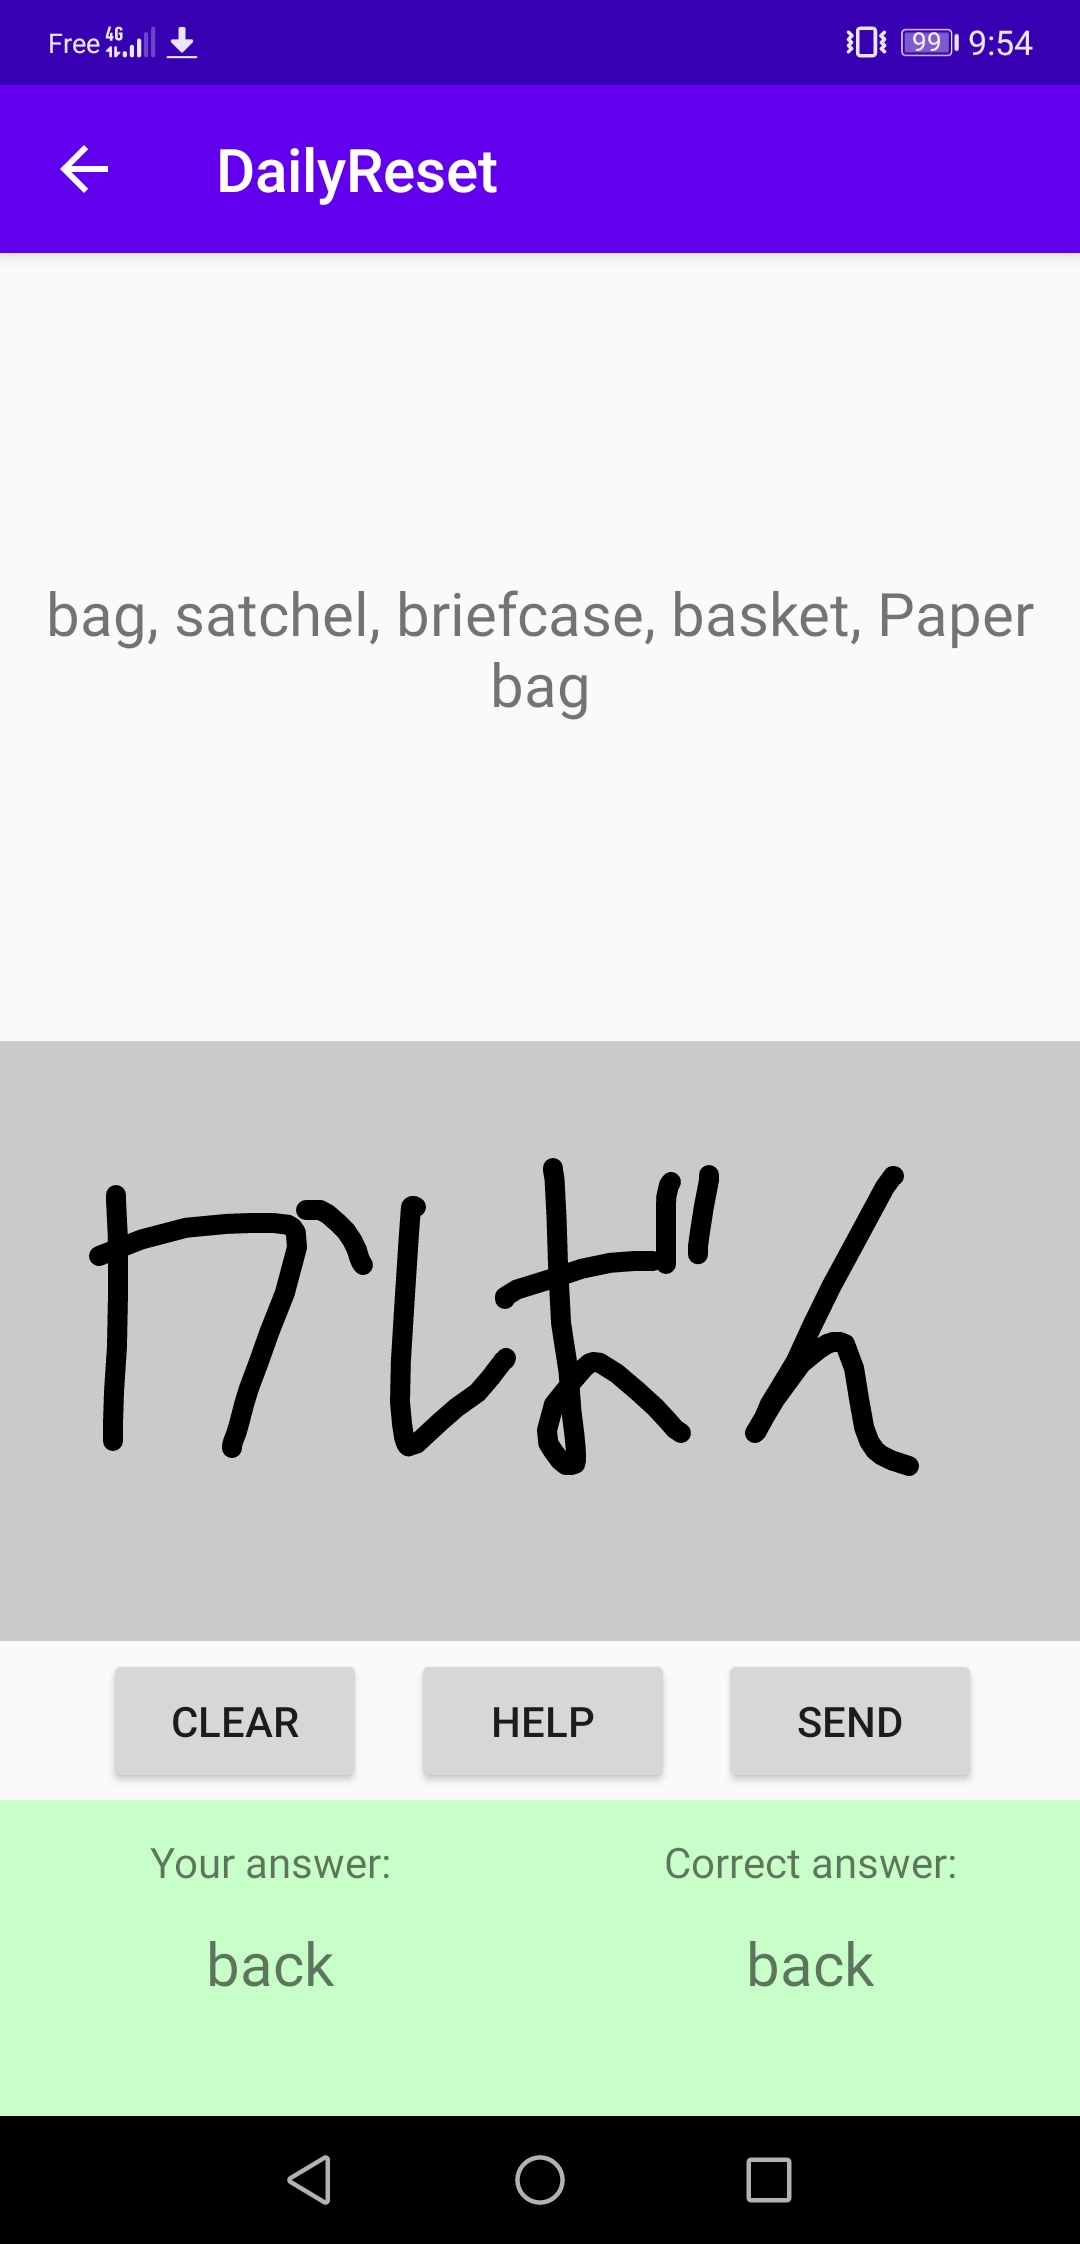 Free 4G 99 9:54
DailyReset
bag, satchel, briefcase, basket, Paper
bag
かばん
CLEAR HELP SEND
Your answer: Correct answer:
back back